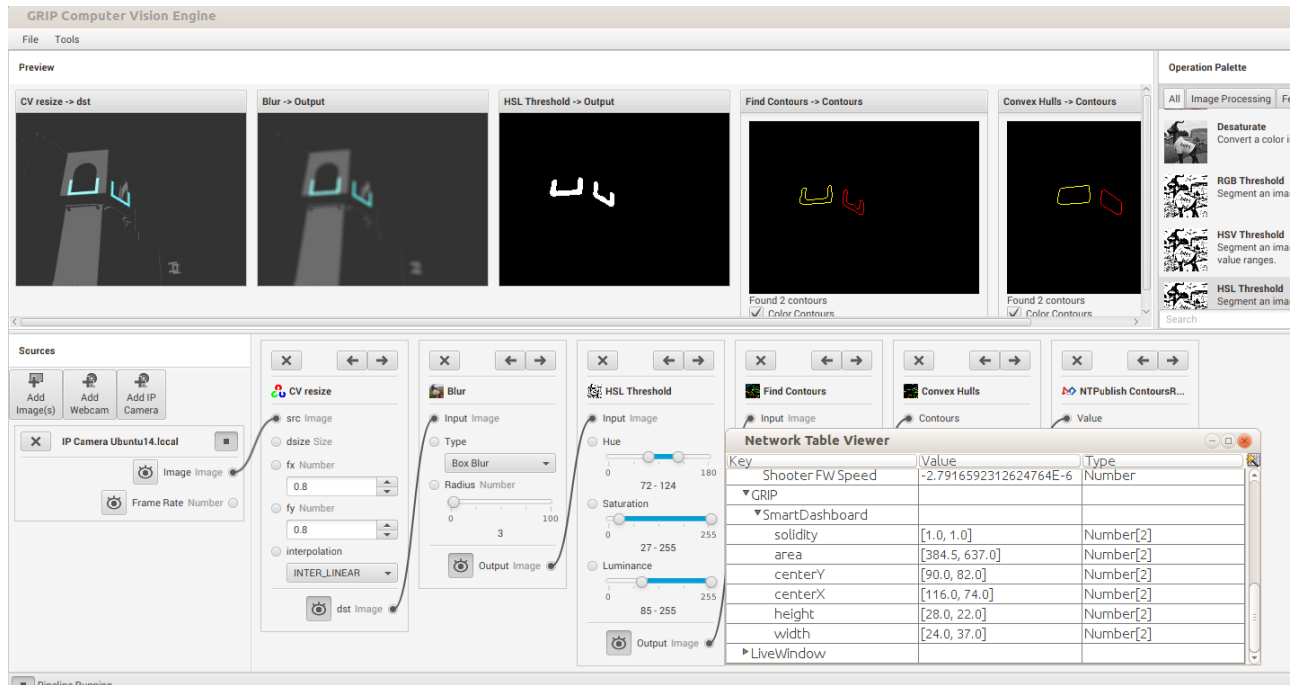 GRIP Computer Vision Engine
File Tools
Preview
CV resize -> dst
Blur -> Output
HSL Threshold -> Output
Find Contours -> Contours
Found 2 contours
Color Contours
Convex Hulls -> Contours
Found 2 contours
Color Contours
Operation Palette
All Image Processing
Desaturate
Convert a color
RGB Threshold
Segment an
HSV Threshold
Segment an
value ranges.
HSL Threshold
Segment an
Search
Sources
Add Image(s)
Add Webcam
Add IP Camera
IP Camera Ubuntu14.local
Image Image
Frame Rate Number
CV resize
src Image
dsize Size
fx Number
0.8
fy Number
0.8
interpolation
INTER_LINEAR
dst Image
Blur
Input Image
Type
Box Blur
Radius Number
0 100
3
Output Image
HSL Threshold
Input Image
Hue
0 180
72 - 124
Saturation
0 255
27 - 255
Luminance
0 255
85 - 255
Output Image
Find Contours
Input Image
Convex Hulls
Contours
NTPublish ContoursR...
Value
Network Table Viewer
Key Value Type
Shooter FW Speed -2.7916592312624764E-6 Number
GRIP
SmartDashboard
solidity [1.0, 1.0] Number[2]
area [384.5, 637.0] Number[2]
centerY [90.0, 82.0] Number[2]
centerX [116.0, 74.0] Number[2]
height [28.0, 22.0] Number[2]
width [24.0, 37.0] Number[2]
LiveWindow
Pipeline Running